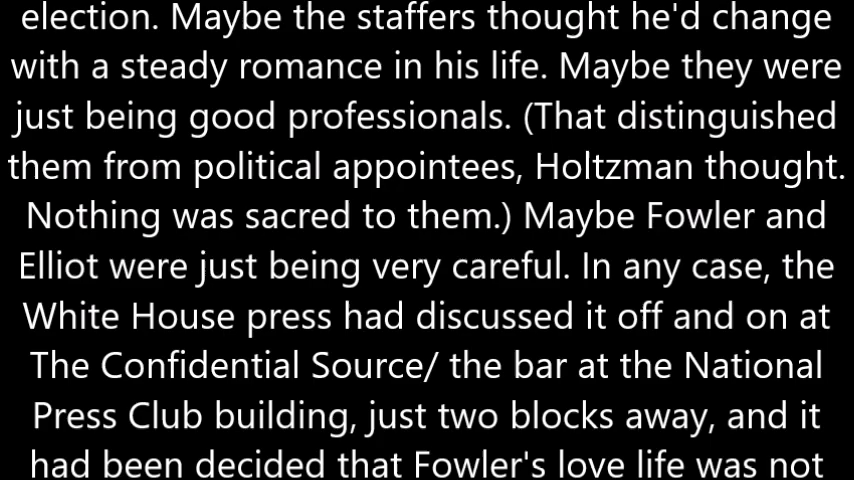 election. Maybe the staffers thought he'd change
with a steady romance in his life. Maybe they were
just being good professionals. (That distinguished
them from political appointees, Holtzman thought.
Nothing was sacred to them.) Maybe Fowler and
Elliot were just being very careful. In any case, the
White House press had discussed it off and on at
The Confidential Source/ the bar at the National
Press Club building, just two blocks away, and it
had been decided that Fowler's love life was not